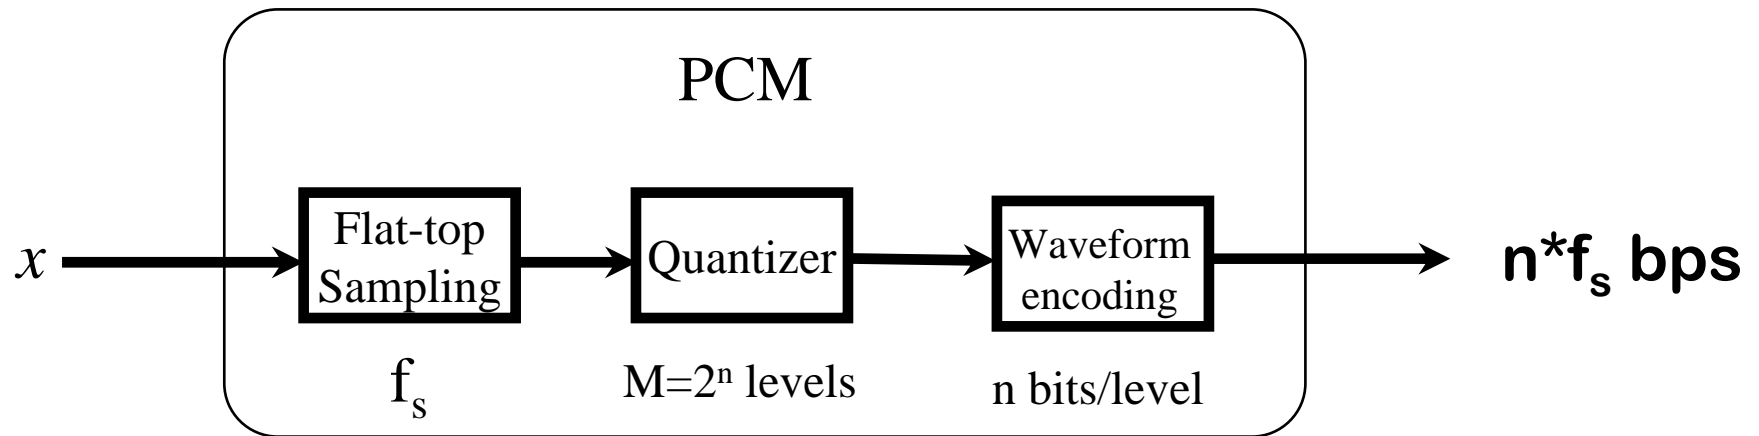 PCM
x
Flat-top
Sampling
Quantizer
Waveform
encoding
n*fₛ bps
fₛ
M=2ⁿ levels
n bits/level